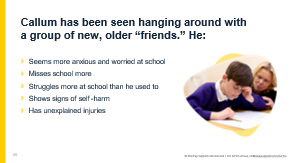 Callum has been seen hanging around with
a group of new, older “friends.” He:
Seems more anxious and worried at school
Misses school more
Struggles more at school than he used to
Shows signs of self-harm
Has unexplained injuries